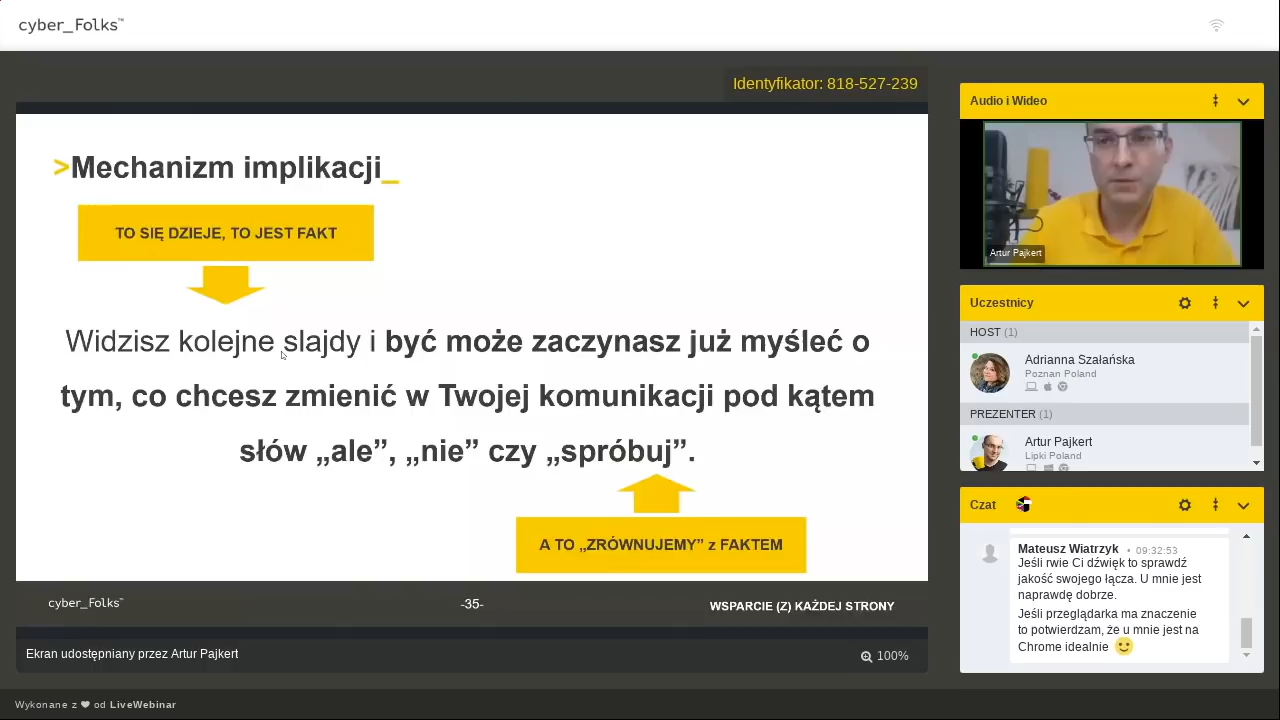 cyber_Folks™
Identyfikator: 818-527-239
>Mechanizm implikacji_
TO SIĘ DZIEJE, TO JEST FAKT
Widzisz kolejne slajdy i być może zaczynasz już myśleć o
tym, co chcesz zmienić w Twojej komunikacji pod kątem
słów „ale”, „nie” czy „spróbuj”.
A TO „ZRÓWNUJEMY” z FAKTEM
cyber_Folks™
-35-
WSPARCIE (Z) KAŻDEJ STRONY
Ekran udostępniany przez Artur Pajkert
100%
Audio i Wideo
Artur Pajkert
Uczestnicy
HOST (1)
Adrianna Szałańska
Poznan Poland
PREZENTER (1)
Artur Pajkert
Lipki Poland
Czat
Mateusz Wiatrzyk • 09:32:53
Jeśli rwie Ci dźwięk to sprawdź
jakość swojego łącza. U mnie jest
naprawdę dobrze.
Jeśli przeglądarka ma znaczenie
to potwierdzam, że u mnie jest na
Chrome idealnie
Wykonane z ❤ od LiveWebinar